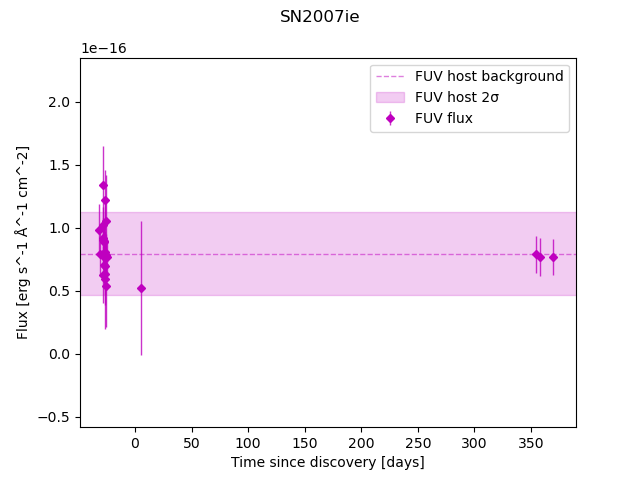 SN2007ie
1e−16
FUV host background
FUV host 2σ
FUV flux
2.0
1.5
1.0
0.5
0.0
−0.5
Flux [erg s^-1 Å^-1 cm^-2]
0 50 100 150 200 250 300 350
Time since discovery [days]